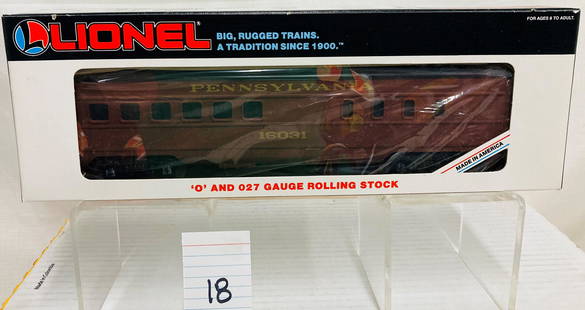 LIONEL
BIG, RUGGED TRAINS.
A TRADITION SINCE 1900.™
FOR AGES 8 TO ADULT.
PENNSYLVANIA
16031
MADE IN AMERICA
'O' AND 027 GAUGE ROLLING STOCK
18